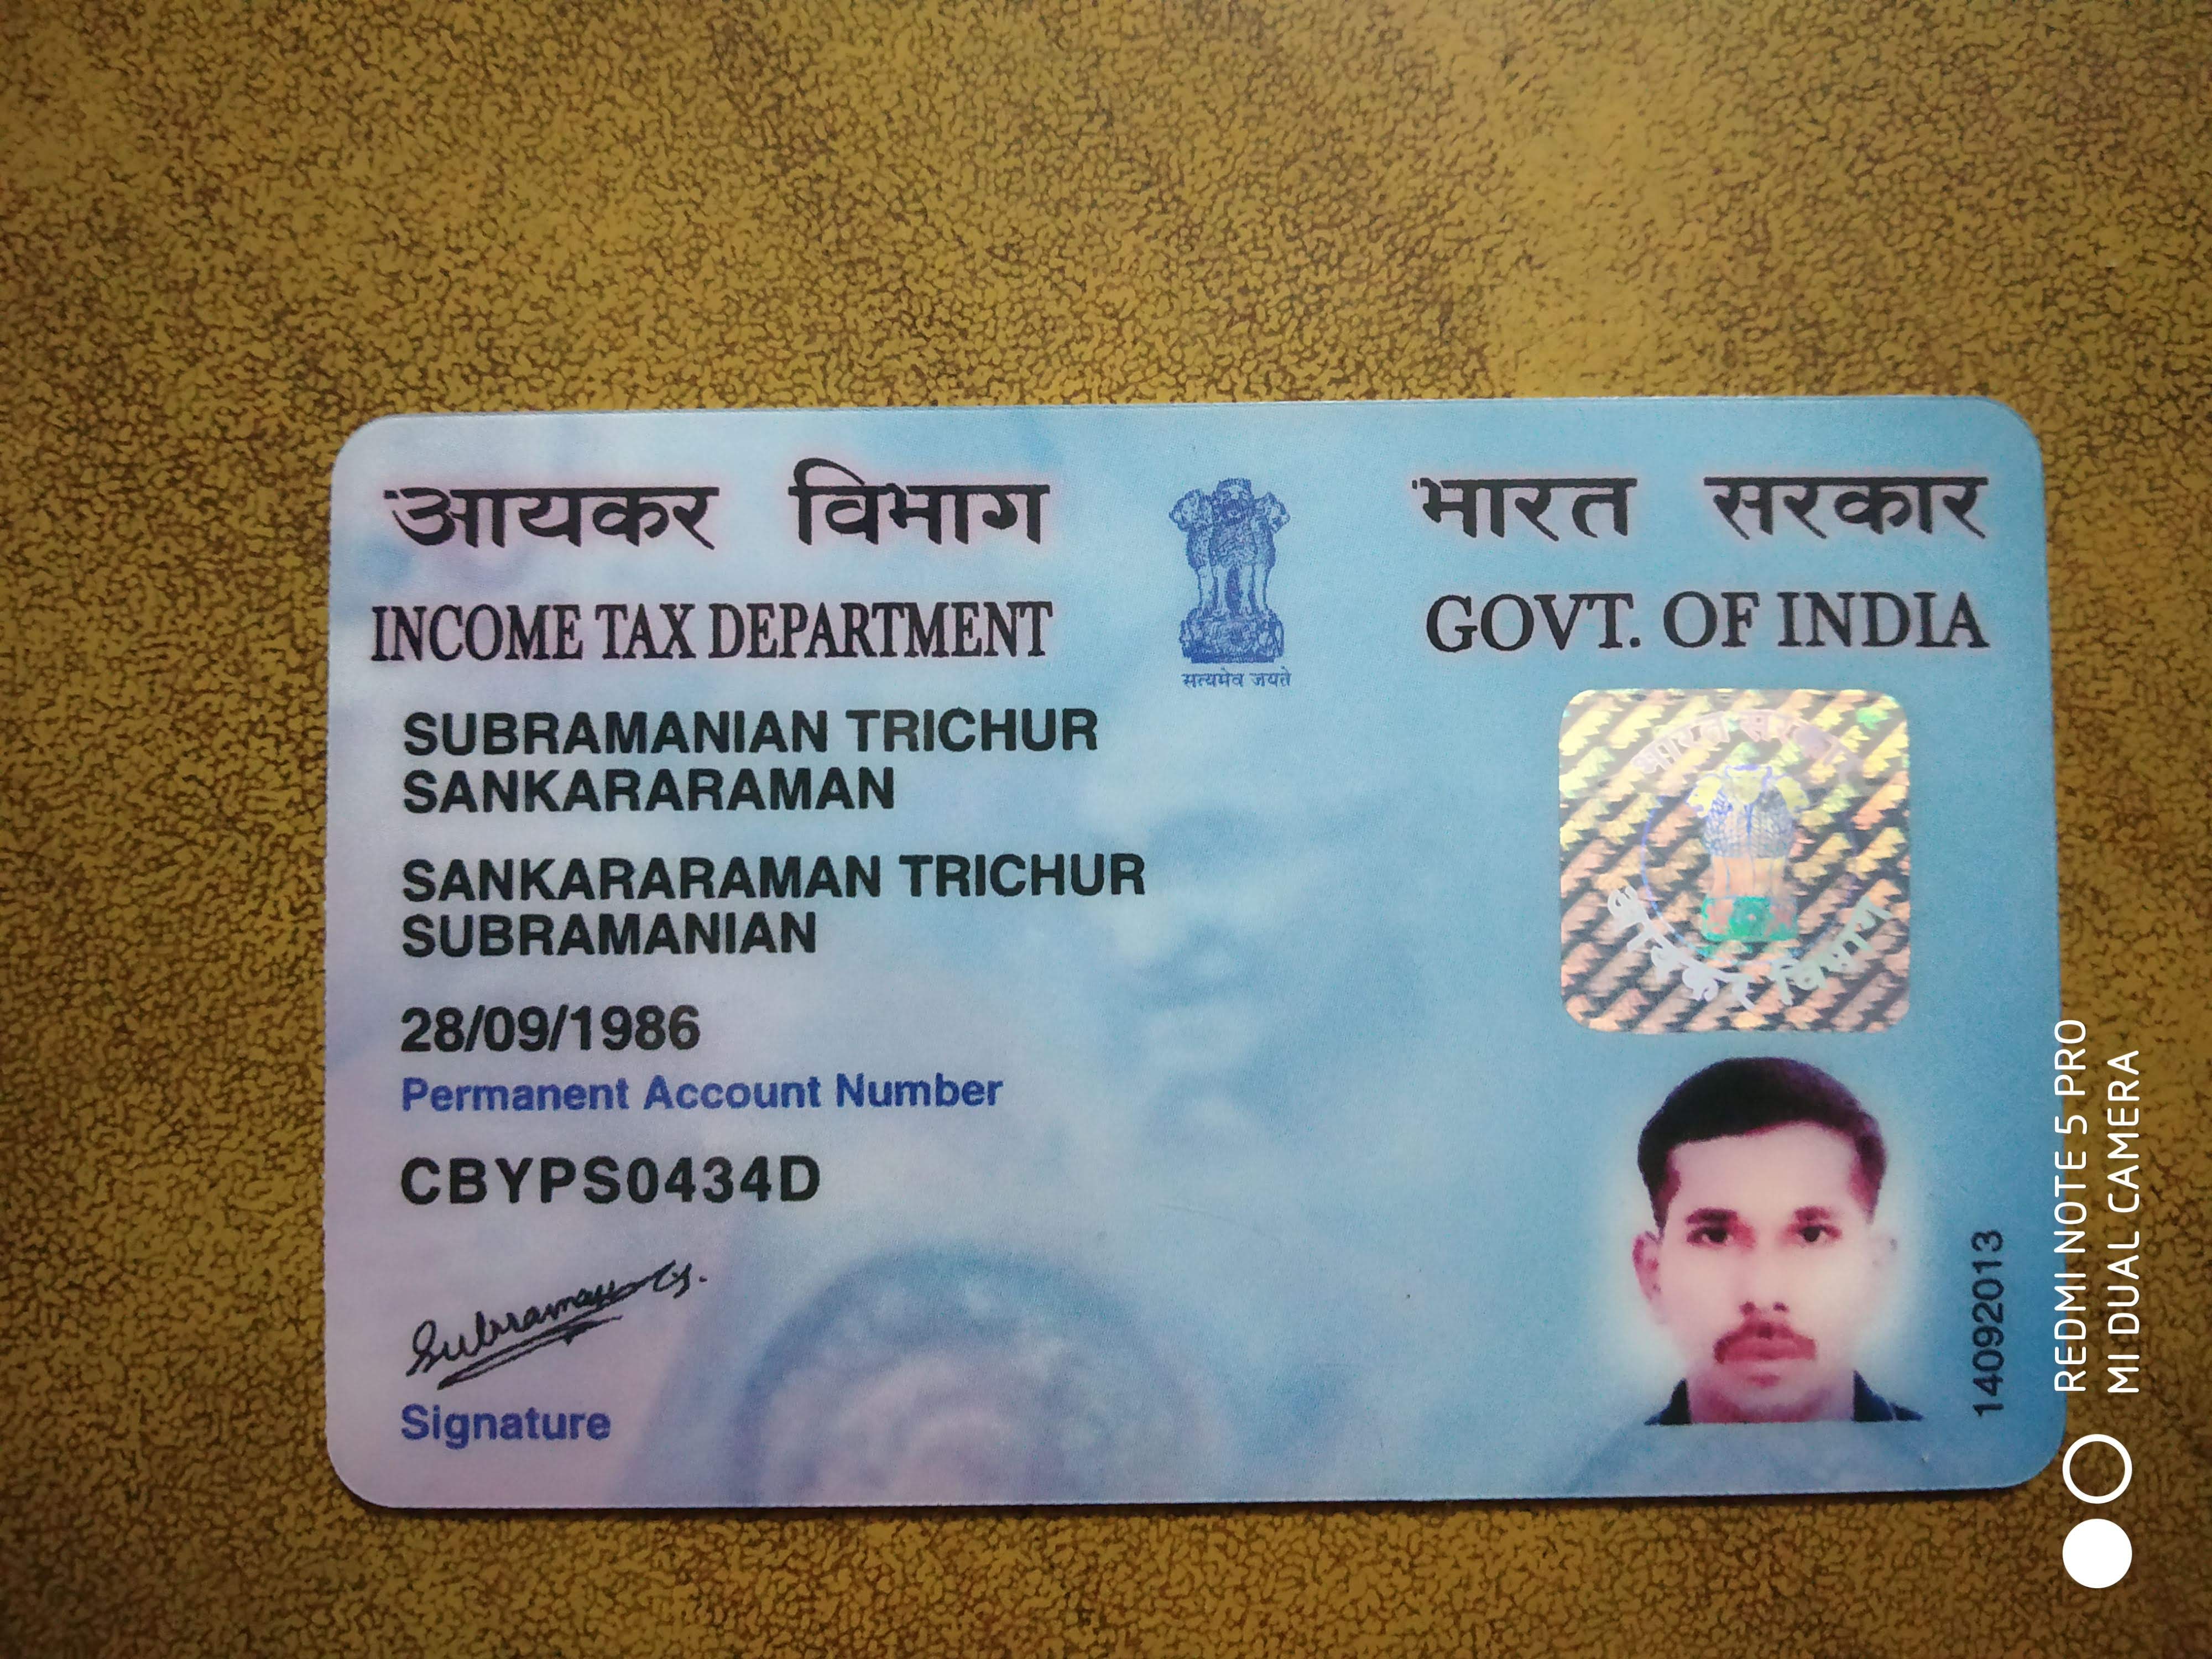 आयकर विभाग
INCOME TAX DEPARTMENT
सत्यमेव जयते
भारत सरकार
GOVT. OF INDIA
SUBRAMANIAN TRICHUR
SANKARARAMAN
SANKARARAMAN TRICHUR
SUBRAMANIAN
28/09/1986
Permanent Account Number
CBYPS0434D
Signature
14092013
REDMI NOTE 5 PRO
MI DUAL CAMERA